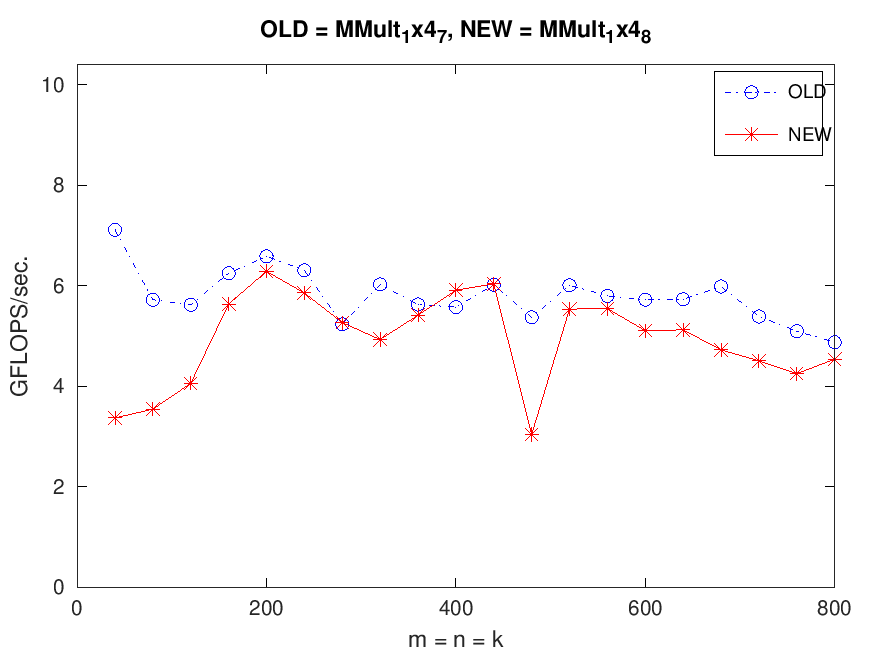 OLD = MMult₁x4₇, NEW = MMult₁x4₈
10
8
6
4
2
0
GFLOPS/sec.
OLD
NEW
0 200 400 600 800
m = n = k